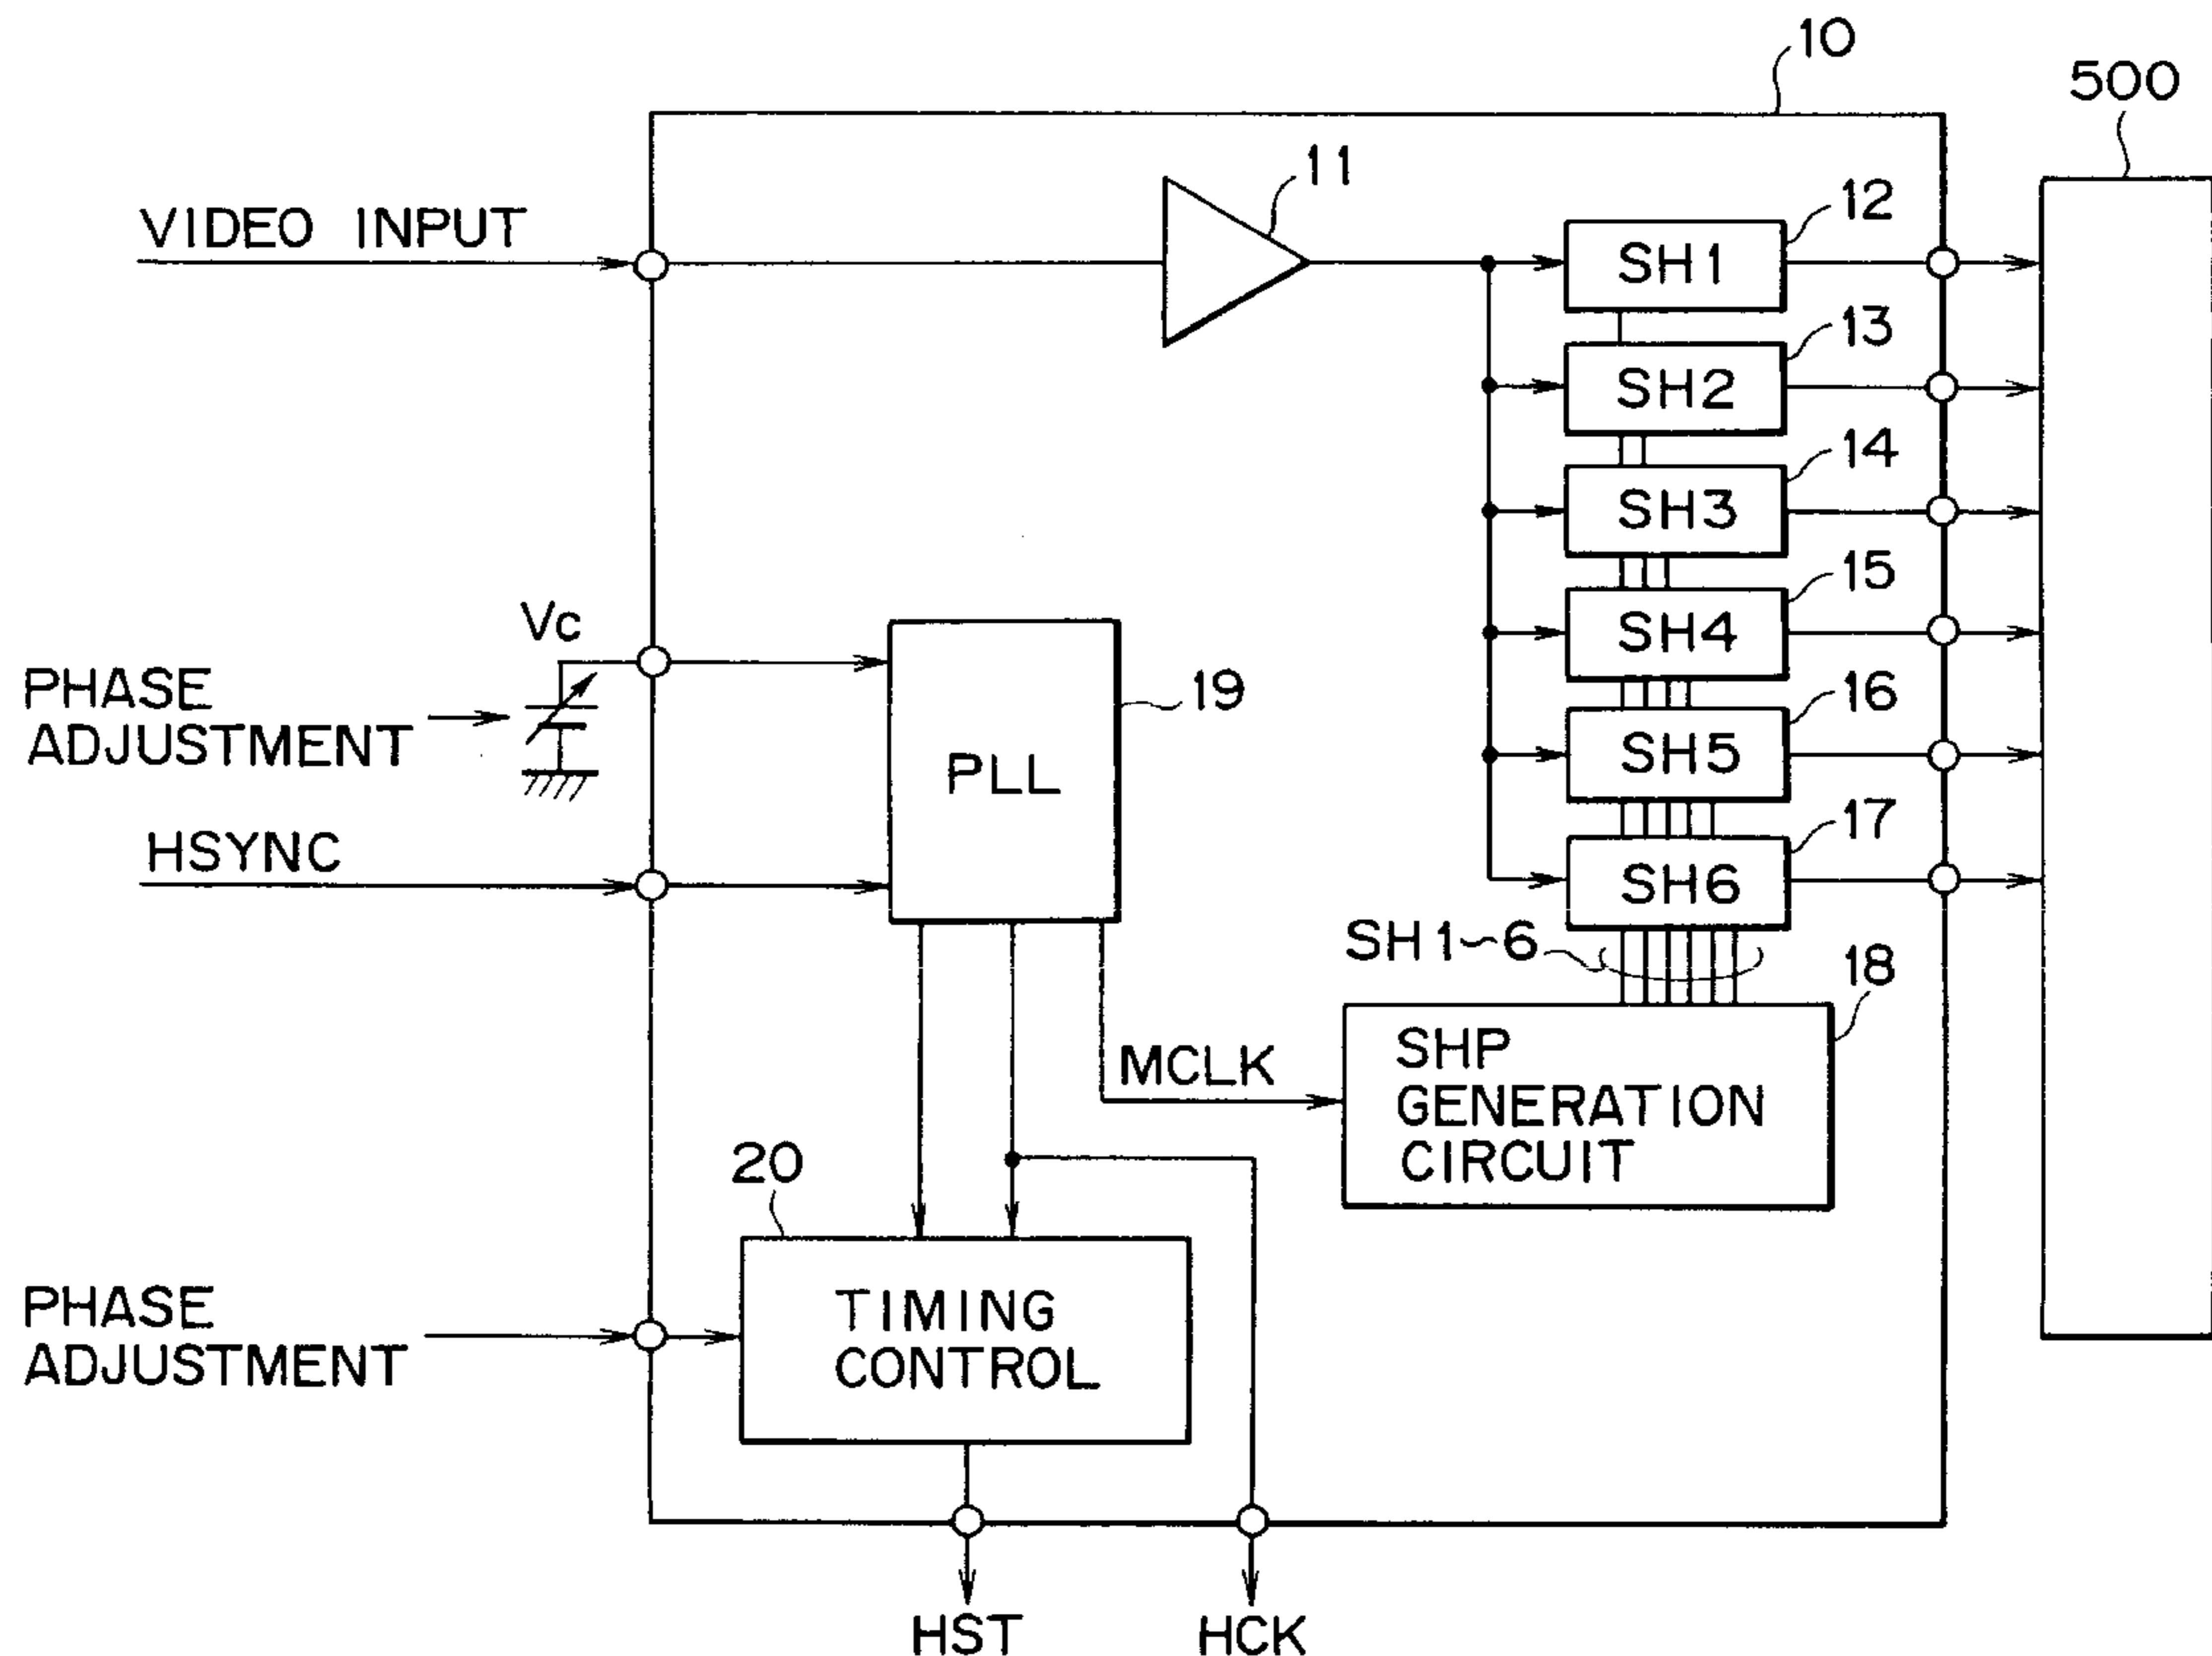 10
500
11
12
VIDEO INPUT
SH1
13
SH2
14
SH3
15
Vc
SH4
PHASE
ADJUSTMENT
19
16
PLL
SH5
17
HSYNC
SH6
SH1~6
18
MCLK
SHP
GENERATION
CIRCUIT
20
PHASE
ADJUSTMENT
TIMING
CONTROL
HST
HCK